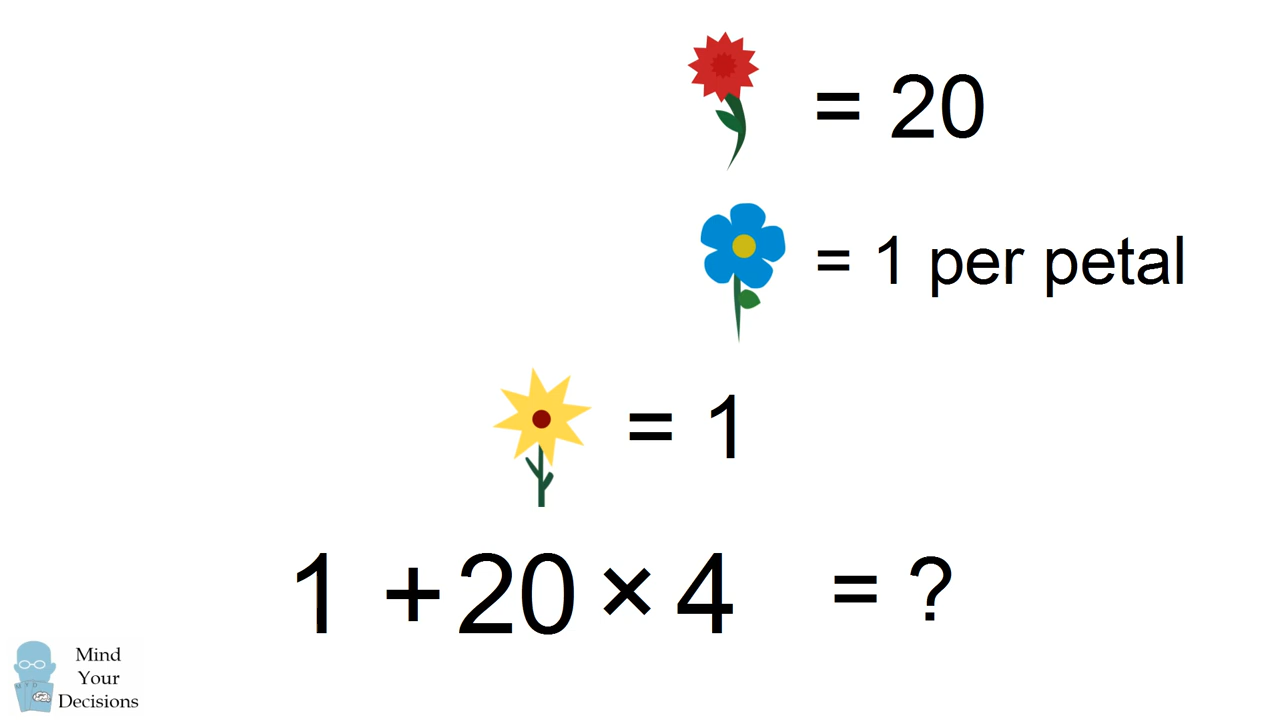 = 20
= 1 per petal
= 1
1 + 20 × 4 = ?
Mind
Your
Decisions